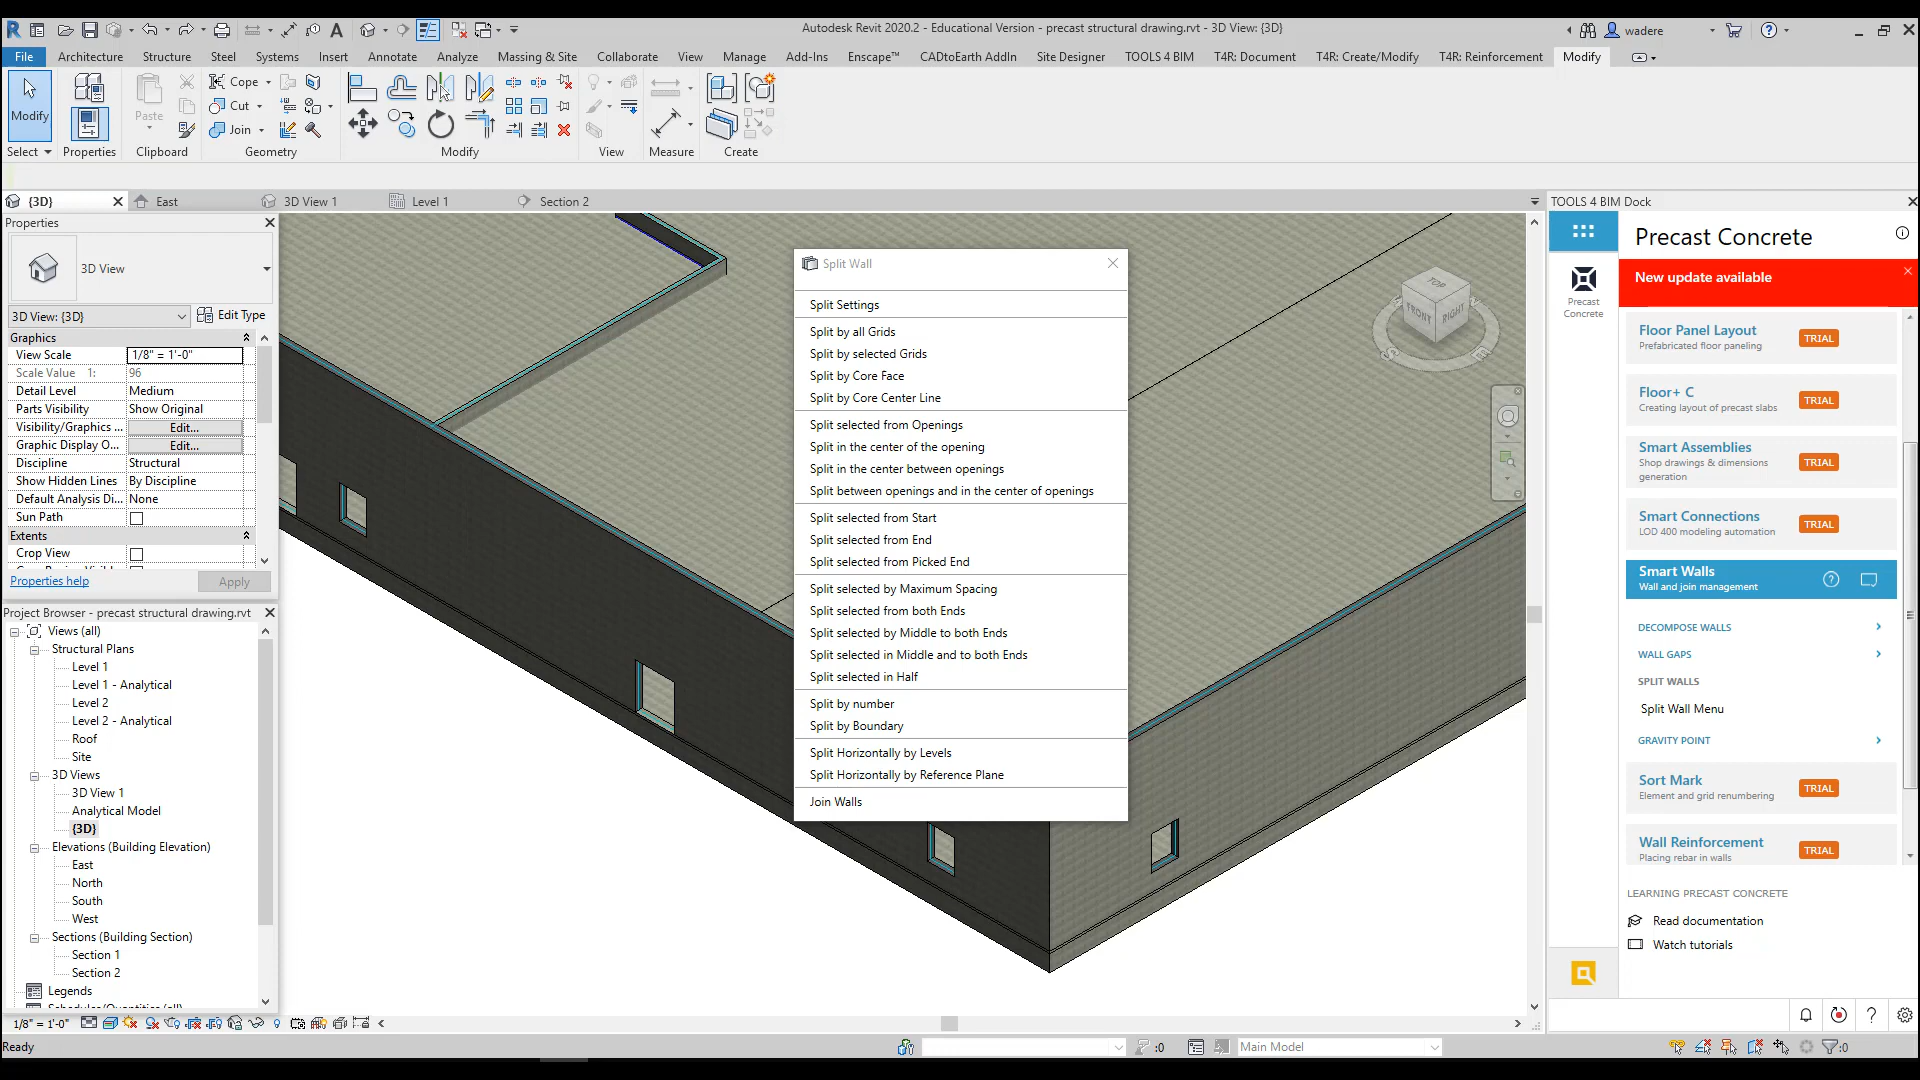 Autodesk Revit 2020.2 - Educational Version - precast structural drawing.rvt - 3D View: {3D}
wadere
File Architecture Structure Steel Systems Insert Annotate Analyze Massing & Site Collaborate View Manage Add-Ins Enscape™ CADtoEarth AddIn Site Designer TOOLS 4 BIM T4R: Document T4R: Create/Modify T4R: Reinforcement Modify
Modify
Paste
Cope
Cut
Join
Select Properties Clipboard Geometry Modify View Measure Create
{3D} East 3D View 1 Level 1 Section 2
Properties
3D View
3D View: {3D} Edit Type
Graphics
View Scale 1/8" = 1'-0"
Scale Value 1: 96
Detail Level Medium
Parts Visibility Show Original
Visibility/Graphics ... Edit...
Graphic Display O... Edit...
Discipline Structural
Show Hidden Lines By Discipline
Default Analysis Di... None
Sun Path
Extents
Crop View
Properties help Apply
Project Browser - precast structural drawing.rvt
Views (all)
Structural Plans
Level 1
Level 1 - Analytical
Level 2
Level 2 - Analytical
Roof
Site
3D Views
3D View 1
Analytical Model
{3D}
Elevations (Building Elevation)
East
North
South
West
Sections (Building Section)
Section 1
Section 2
Legends
Schedules/Quantities (all)
1/8" = 1'-0"
Ready
:0
Main Model
:0
Split Wall
Split Settings
Split by all Grids
Split by selected Grids
Split by Core Face
Split by Core Center Line
Split selected from Openings
Split in the center of the opening
Split in the center between openings
Split between openings and in the center of openings
Split selected from Start
Split selected from End
Split selected from Picked End
Split selected by Maximum Spacing
Split selected from both Ends
Split selected by Middle to both Ends
Split selected in Middle and to both Ends
Split selected in Half
Split by number
Split by Boundary
Split Horizontally by Levels
Split Horizontally by Reference Plane
Join Walls
TOP
FRONT
RIGHT
TOOLS 4 BIM Dock
Precast Concrete
New update available
Precast
Concrete
Floor Panel Layout
Prefabricated floor paneling
TRIAL
Floor+ C
Creating layout of precast slabs
TRIAL
Smart Assemblies
Shop drawings & dimensions
generation
TRIAL
Smart Connections
LOD 400 modeling automation
TRIAL
Smart Walls
Wall and join management
DECOMPOSE WALLS
WALL GAPS
SPLIT WALLS
Split Wall Menu
GRAVITY POINT
Sort Mark
Element and grid renumbering
TRIAL
Wall Reinforcement
Placing rebar in walls
TRIAL
LEARNING PRECAST CONCRETE
Read documentation
Watch tutorials